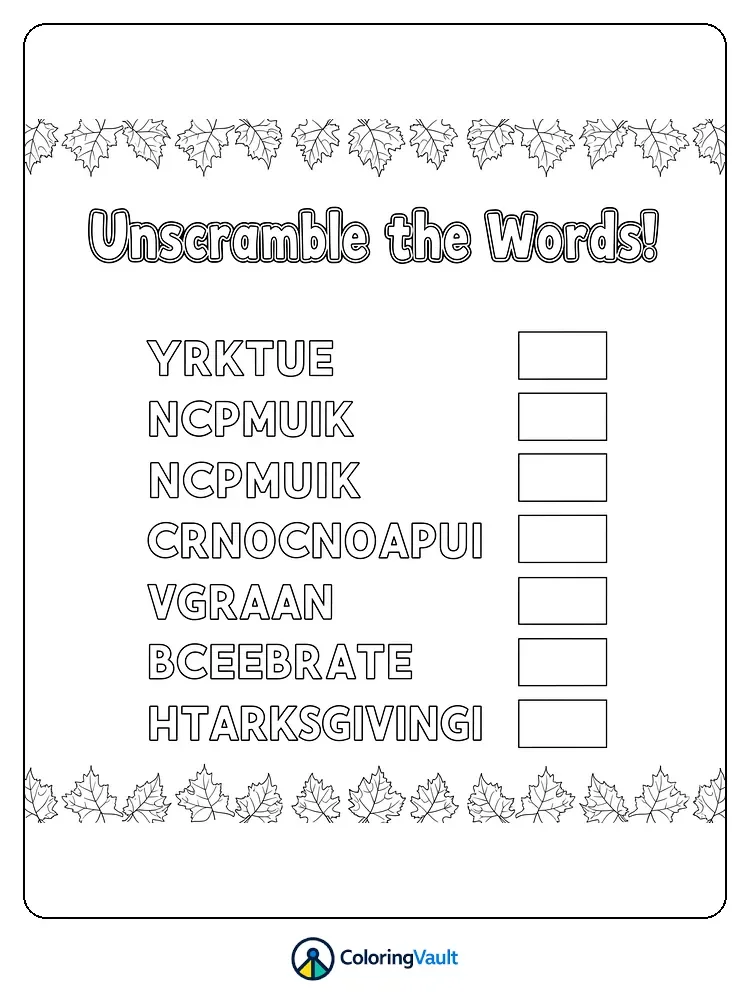 Unscramble the Words!
YRKTUE
NCPMUIK
NCPMUIK
CRNOCNOAPUI
VGRAAN
BCEEBRATE
HTARKSGIVINGI
ColoringVault